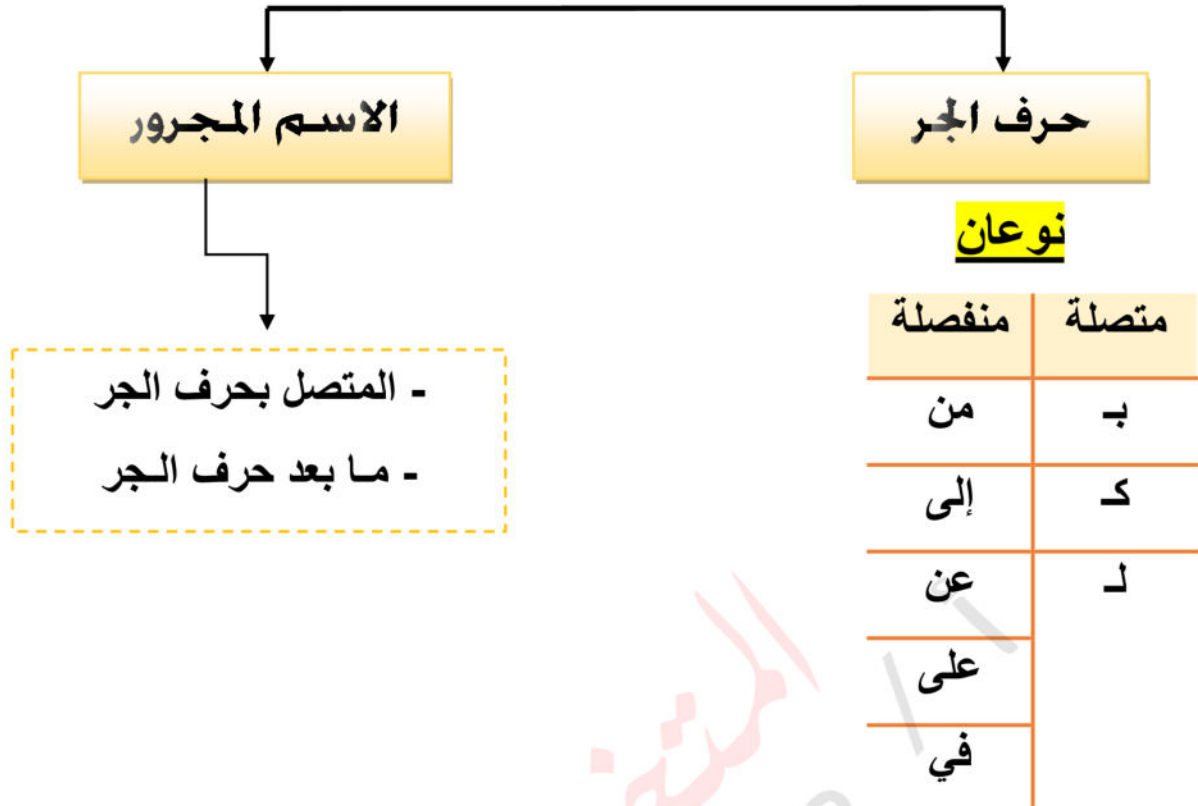 حرف الجر
الاسم المجرور
نوعان
متصلة منفصلة
بـ من
كـ إلى
لـ عن
على
في
- المتصل بحرف الجر
- ما بعد حرف الجر